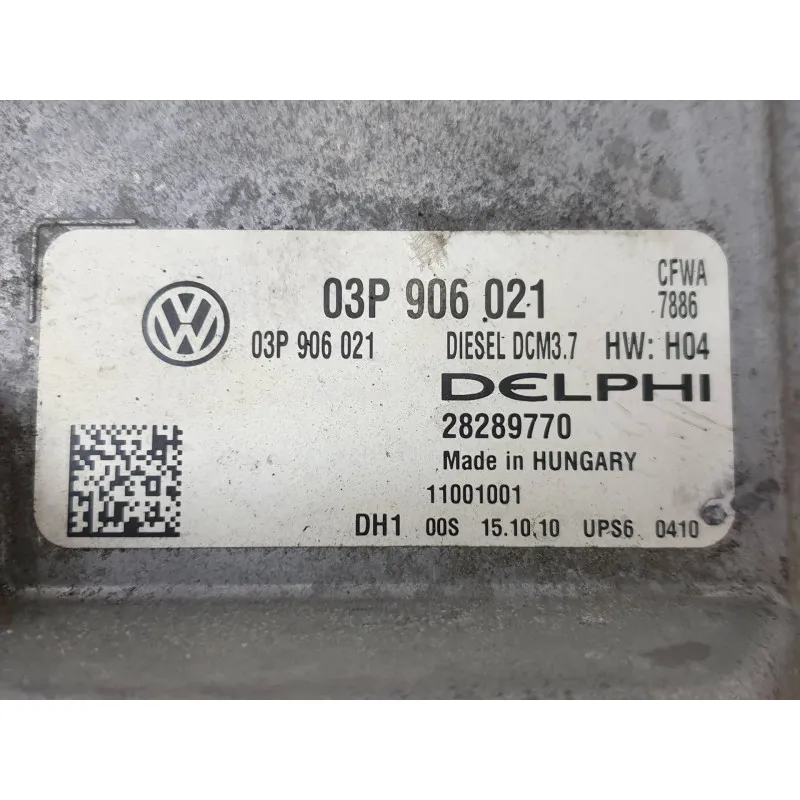 VW
03P 906 021
CFWA
7886
03P 906 021 DIESEL DCM3.7 HW: H04
DELPHI
28289770
Made in HUNGARY
11001001
DH1 00S 15.10.10 UPS6 0410